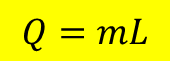 Q = mL